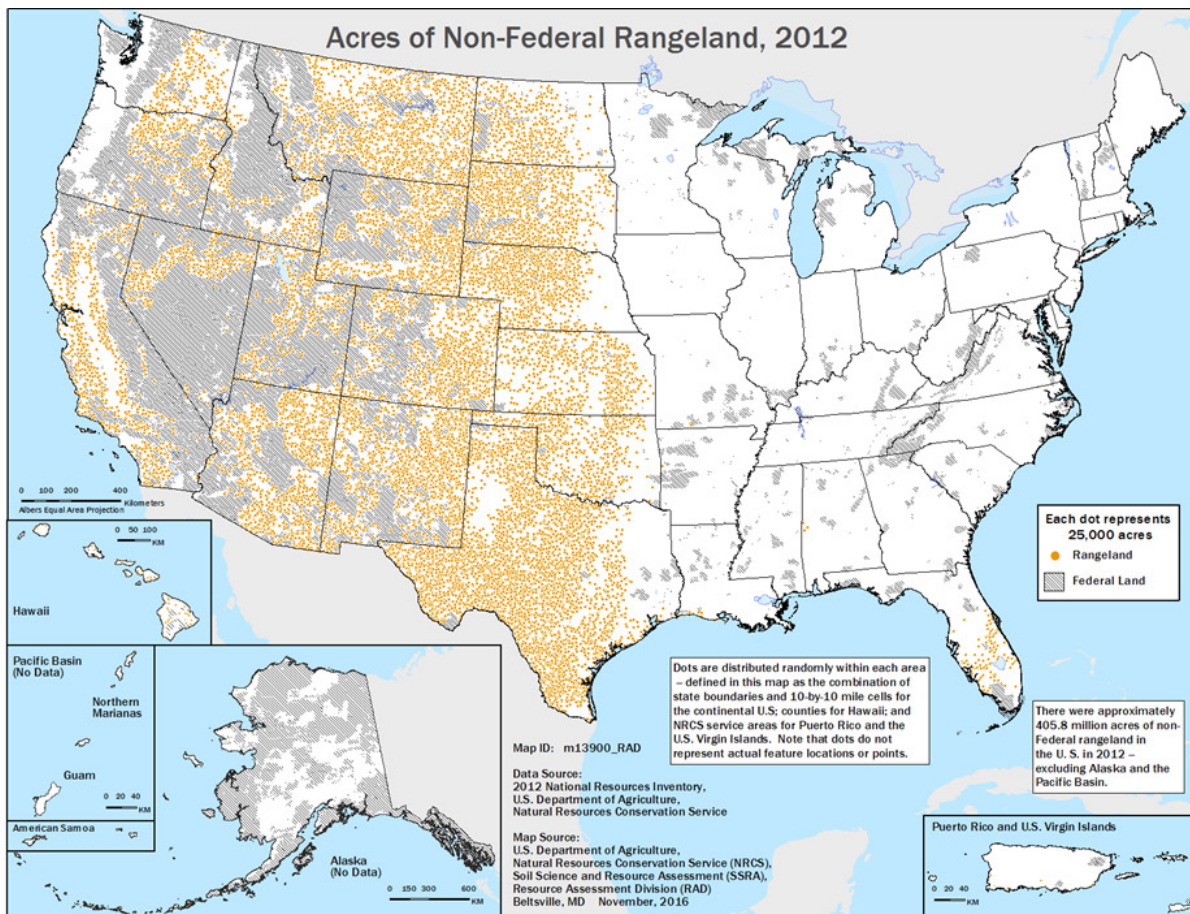 Acres of Non-Federal Rangeland, 2012
0 200 400
Kilometers
Albers Equal Area Projection
0 50 100
KM
Hawaii
Each dot represents
25,000 acres
Rangeland
Federal Land
Pacific Basin
(No Data)
Northern
Marianas
Guam
0 20 40
KM
American Samoa
Alaska
(No Data)
0 150 300 600
KM
Dots are distributed randomly within each area
– defined in this map as the combination of
state boundaries and 10-by-10 mile cells for
the continental U.S; counties for Hawaii; and
NRCS service areas for Puerto Rico and the
U.S. Virgin Islands. Note that dots do not
represent actual feature locations or points.
There were approximately
405.8 million acres of non-
Federal rangeland in
the U. S. in 2012 –
excluding Alaska and the
Pacific Basin.
Map ID: m13900_RAD
Data Source:
2012 National Resources Inventory,
U.S. Department of Agriculture,
Natural Resources Conservation Service
Map Source:
U.S. Department of Agriculture,
Natural Resources Conservation Service (NRCS),
Soil Science and Resource Assessment (SSRA),
Resource Assessment Division (RAD)
Beltsville, MD November, 2016
Puerto Rico and U.S. Virgin Islands
0 20 40
KM